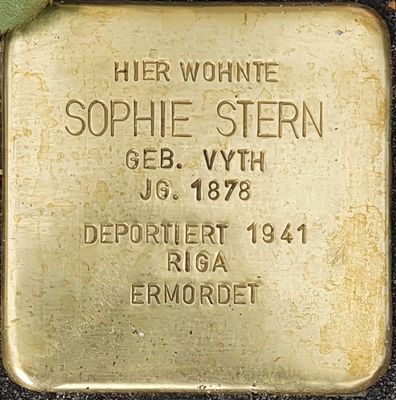 HIER WOHNTE
SOPHIE STERN
GEB. VYTH
JG. 1878
DEPORTIERT 1941
RIGA
ERMORDET